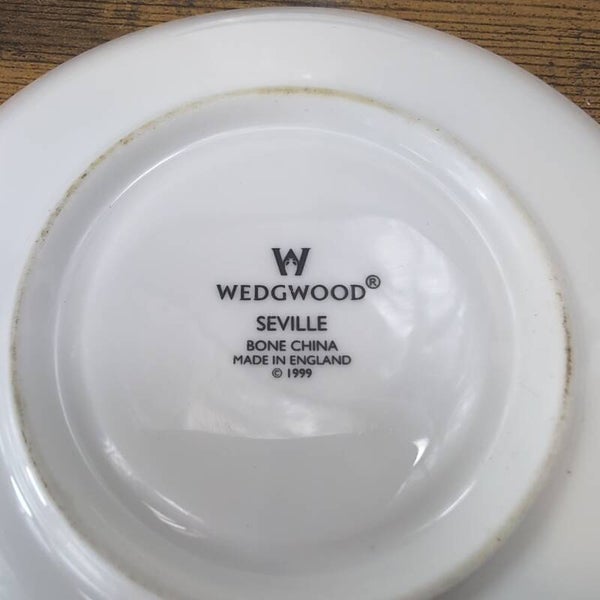 W
WEDGWOOD®
SEVILLE
BONE CHINA
MADE IN ENGLAND
© 1999